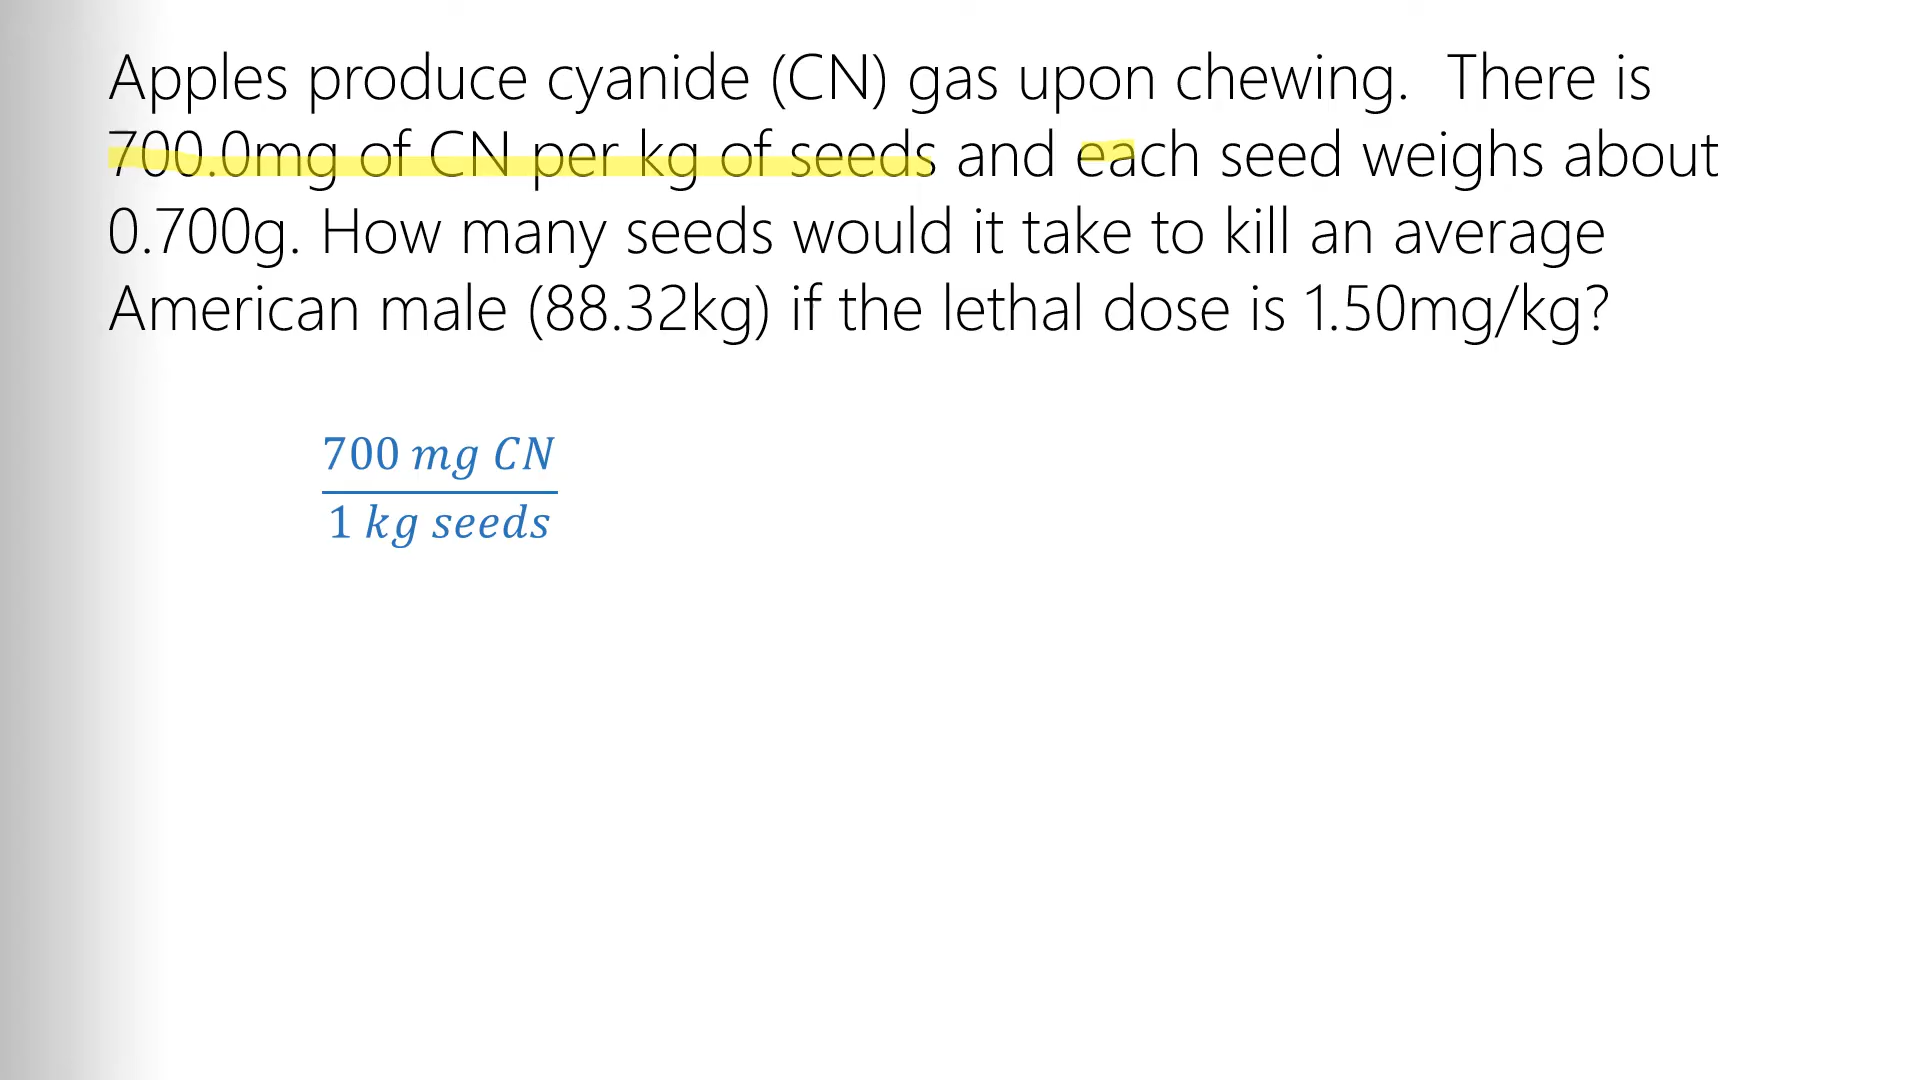 Apples produce cyanide (CN) gas upon chewing.  There is
700.0mg of CN per kg of seeds and each seed weighs about
0.700g. How many seeds would it take to kill an average
American male (88.32kg) if the lethal dose is 1.50mg/kg?
700 mg CN
1 kg seeds